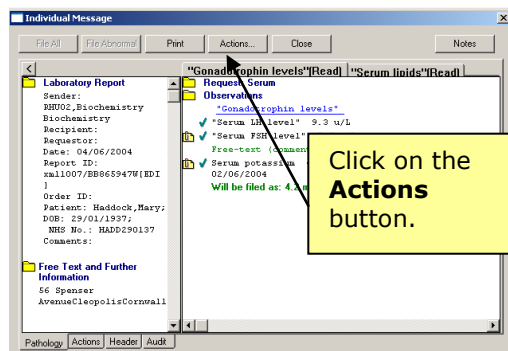 Individual Message
File All File Abnormal Print Actions... Close Notes
"Gonadotrophin levels"(Read) "Serum lipids"(Read)
Laboratory Report
Sender:
RHU02,Biochemistry
Biochemistry
Recipient:
Requestor:
Date: 04/06/2004
Report ID:
xml1007/BB865947W[EDI
]
Order ID:
Patient: Haddock,Mary;
DOB: 29/01/1937;
NHS No.: HADD290137
Comments:
Free Text and Further
Information
56 Spenser
AvenueCleopolisCornwall
Request Serum
Observations
"Gonadotrophin levels"
"Serum LH level" 9.3 u/L
"Serum FSH level"
Free-text (commen
Serum potassium
02/06/2004
Will be filed as: 4.2 m
Click on the
Actions
button.
Pathology Actions Header Audit